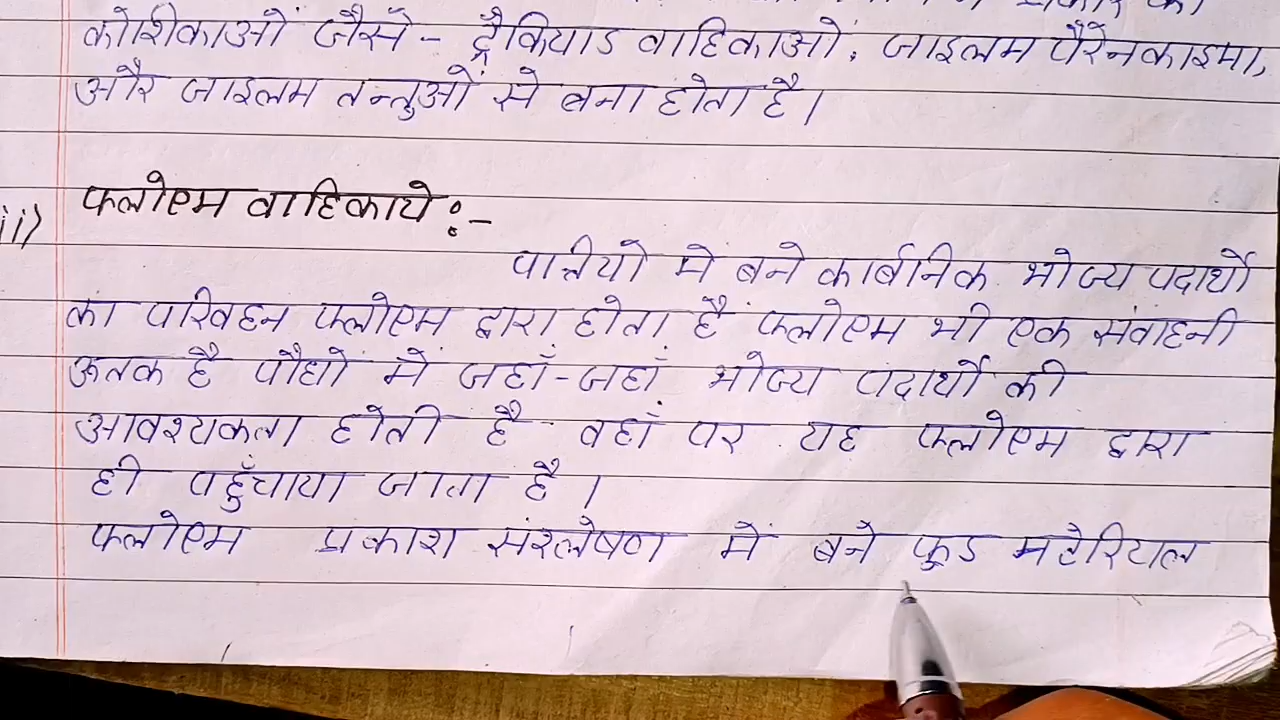 कोशिकाओं जैसे - ट्रैकियाड वाहिकाओं, जाइलम पैरेनकाइमा,
और जाइलम तन्तुओं से बना होता है।
ii) फ्लोएम वाहिकाये :-
पात्तियो मे बने कार्बनिक भोज्य पदार्थो
का परिवहन फ्लोएम द्वारा होता है फ्लोएम भी एक संवाहनी
ऊतक है पौधों में जहाँ-जहाँ भोज्य पदार्थों की
आवश्यकता होती है वहाँ पर यह फ्लोएम द्वारा
ही पहुँचाया जाता है।
फ्लोएम प्रकाश संश्लेषण में बने फूड मटेरियल